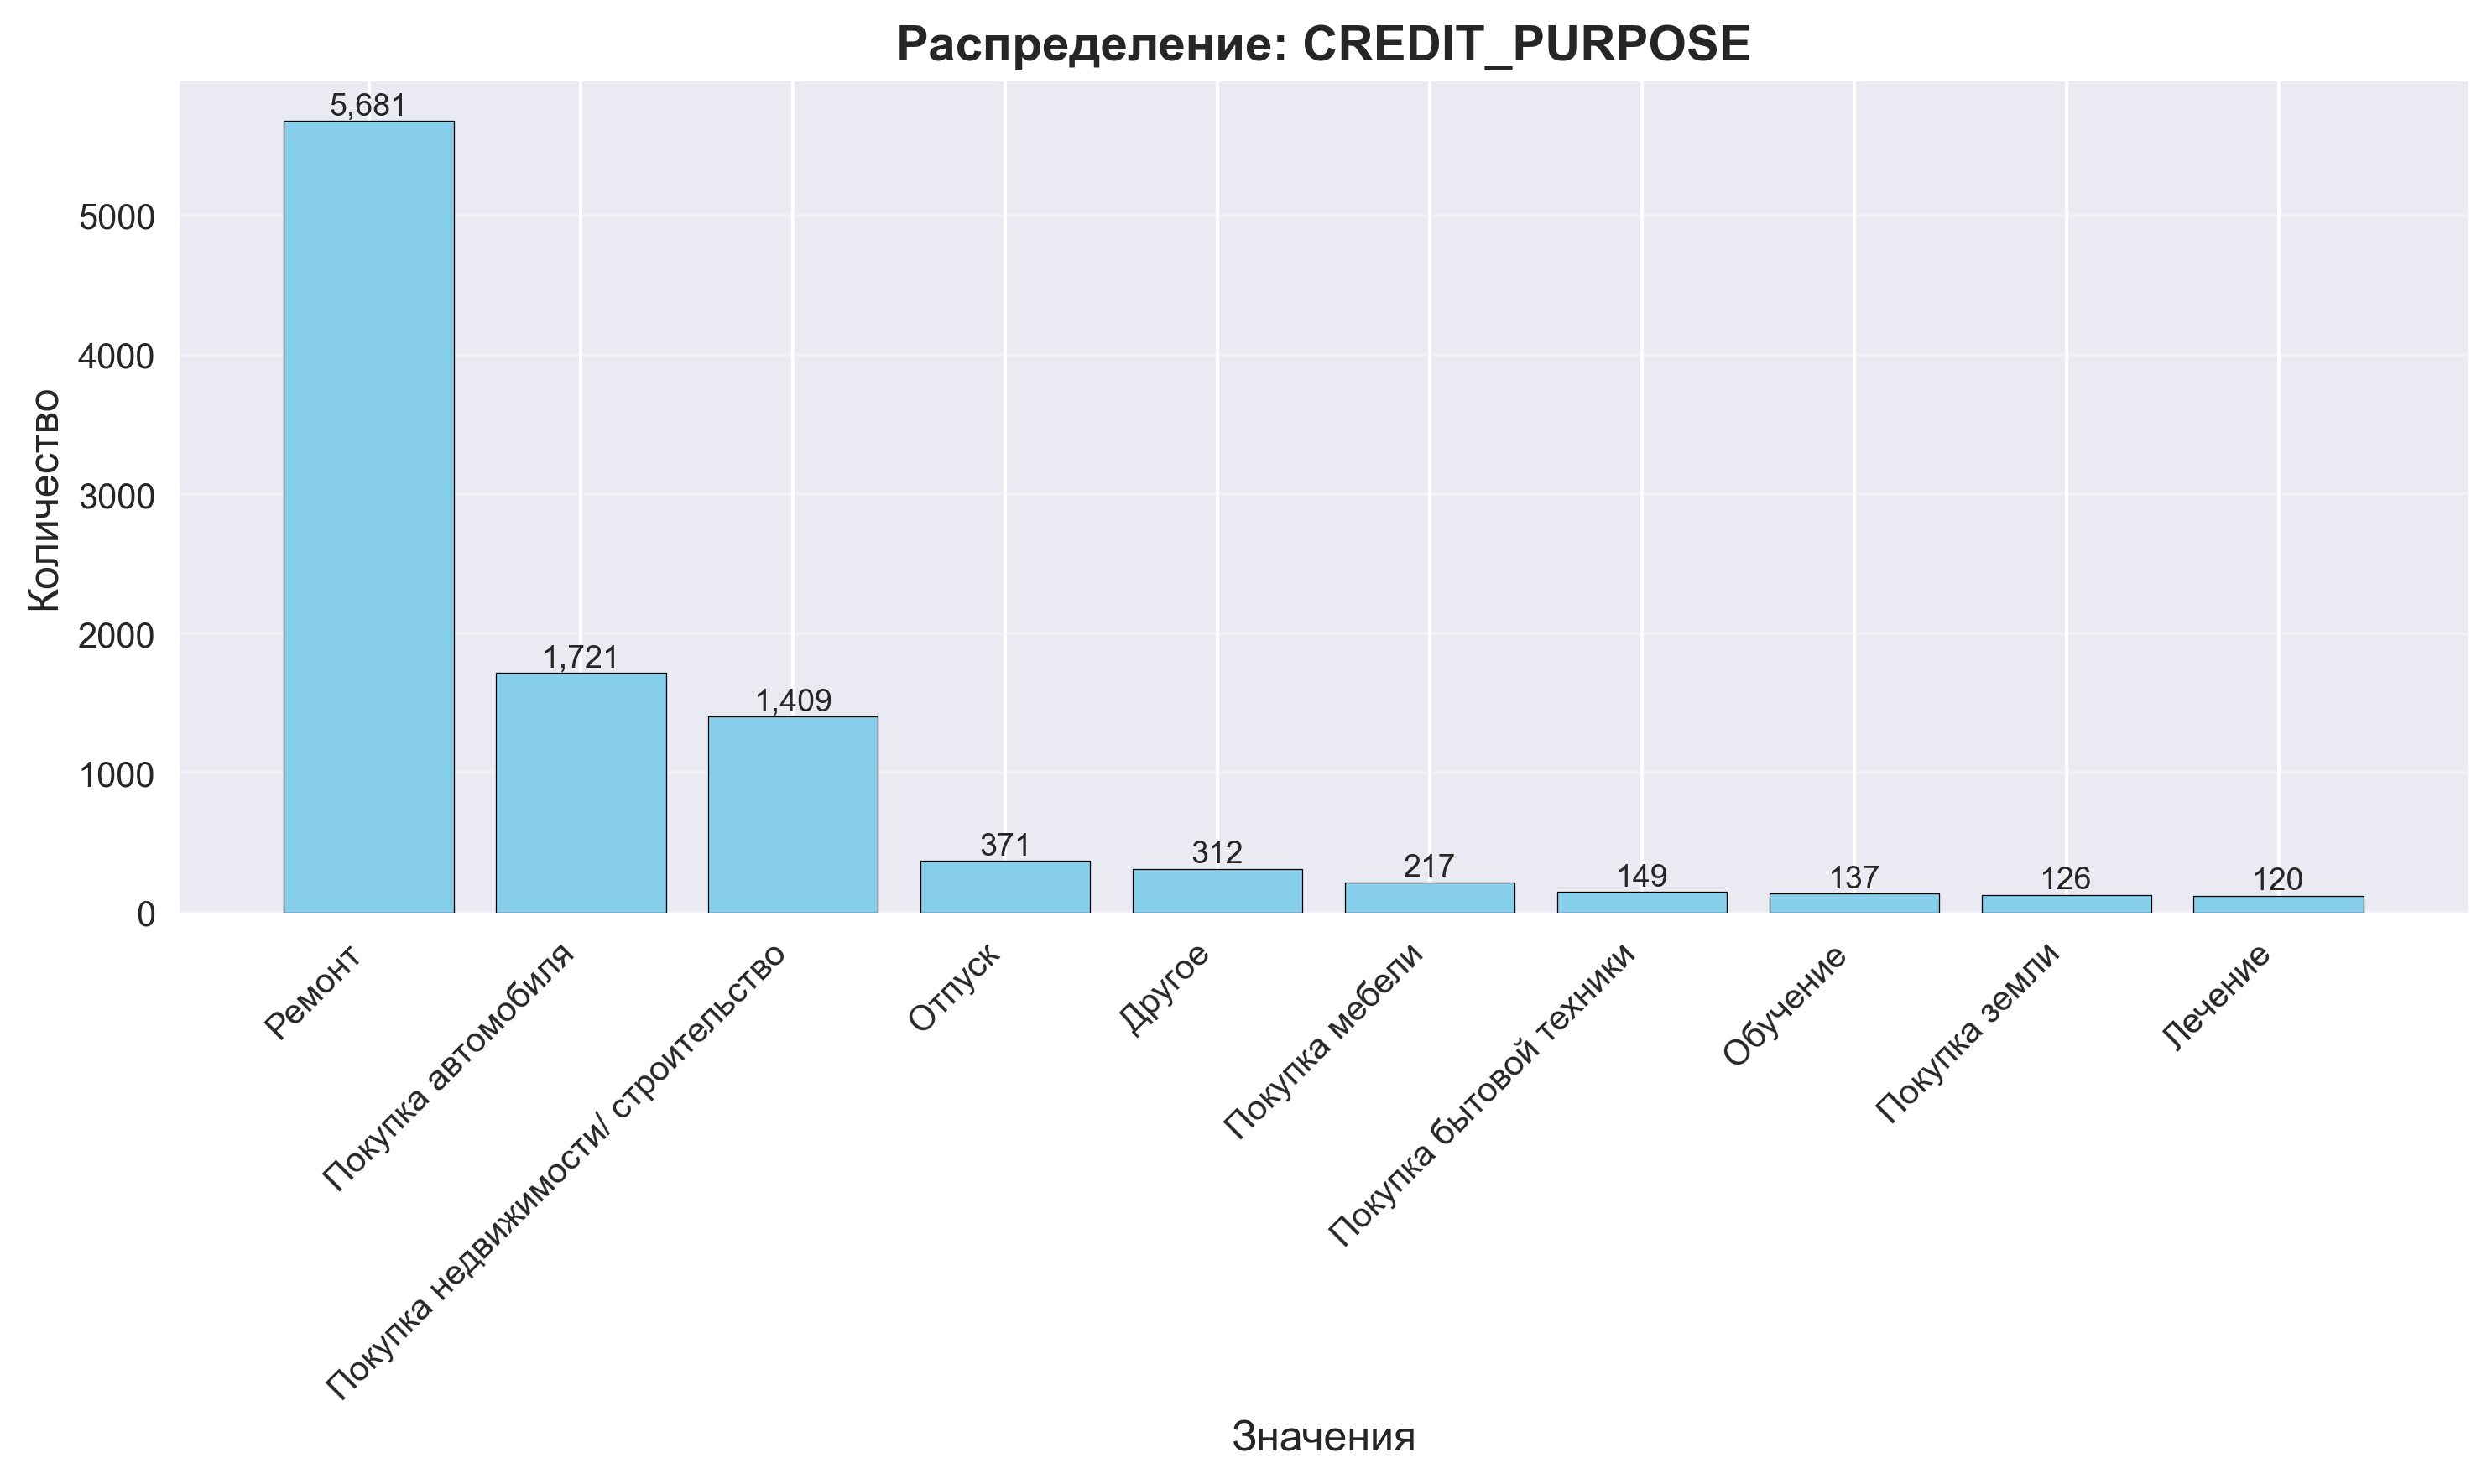 Распределение: CREDIT_PURPOSE
Количество
5000
4000
3000
2000
1000
0
5,681
1,721
1,409
371
312
217
149
137
126
120
Ремонт
Покупка автомобиля
Покупка недвижимости/ строительство
Отпуск
Другое
Покупка мебели
Покупка бытовой техники
Обучение
Покупка земли
Лечение
Значения